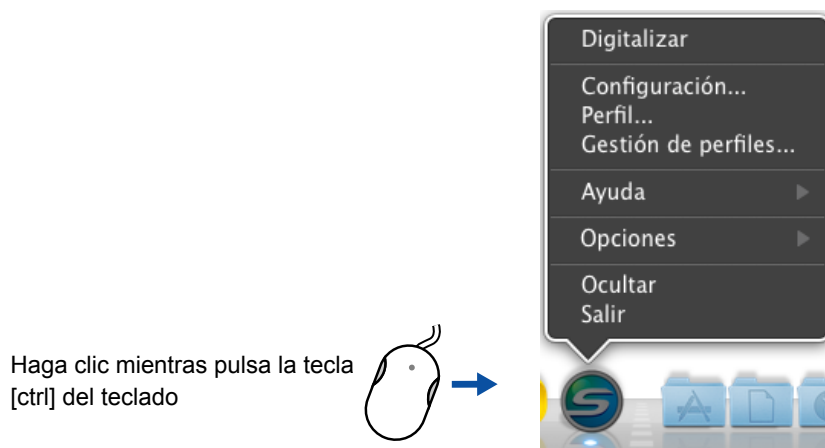 Digitalizar
Configuración...
Perfil...
Gestión de perfiles...
Ayuda
Opciones
Ocultar
Salir
Haga clic mientras pulsa la tecla
[ctrl] del teclado